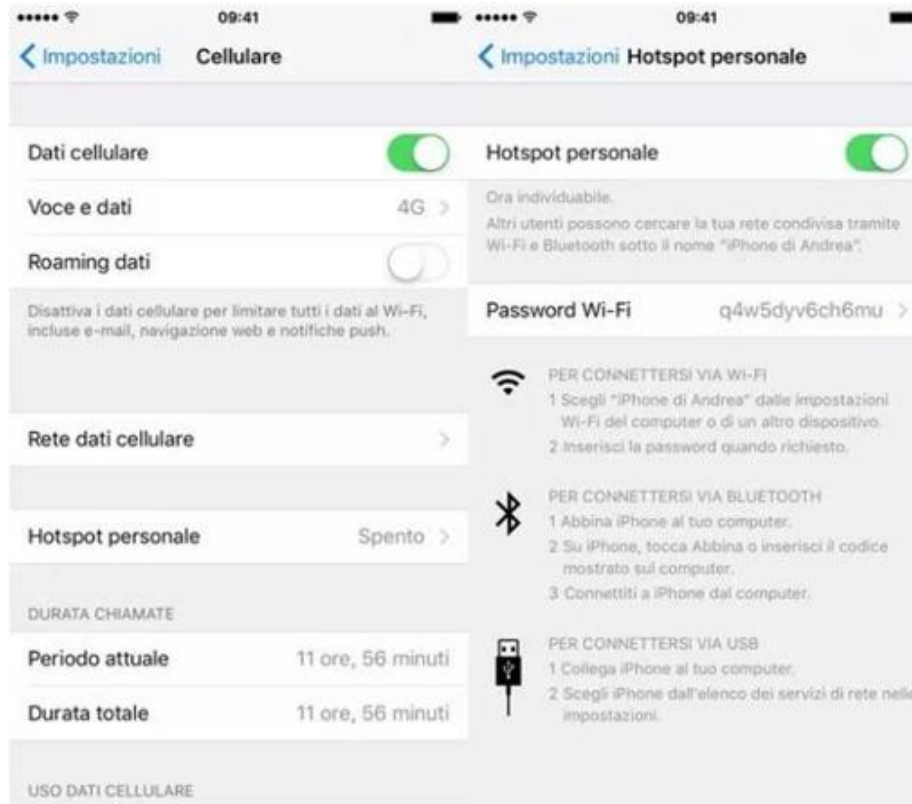 09:41
Impostazioni Cellulare
Dati cellulare
Voce e dati 4G
Roaming dati
Disattiva i dati cellulare per limitare tutti i dati al Wi-Fi,
incluse e-mail, navigazione web e notifiche push.
Rete dati cellulare
Hotspot personale Spento
DURATA CHIAMATE
Periodo attuale 11 ore, 56 minuti
Durata totale 11 ore, 56 minuti
USO DATI CELLULARE
09:41
Impostazioni Hotspot personale
Hotspot personale
Ora individuabile.
Altri utenti possono cercare la tua rete condivisa tramite
Wi-Fi e Bluetooth sotto il nome "iPhone di Andrea".
Password Wi-Fi q4w5dyv6ch6mu
PER CONNETTERSI VIA WI-FI
1 Scegli "iPhone di Andrea" dalle impostazioni
Wi-Fi del computer o di un altro dispositivo.
2 Inserisci la password quando richiesto.
PER CONNETTERSI VIA BLUETOOTH
1 Abbina iPhone al tuo computer.
2 Su iPhone, tocca Abbina o inserisci il codice
mostrato sul computer.
3 Connettiti a iPhone dal computer.
PER CONNETTERSI VIA USB
1 Collega iPhone al tuo computer.
2 Scegli iPhone dall'elenco dei servizi di rete nelle
impostazioni.